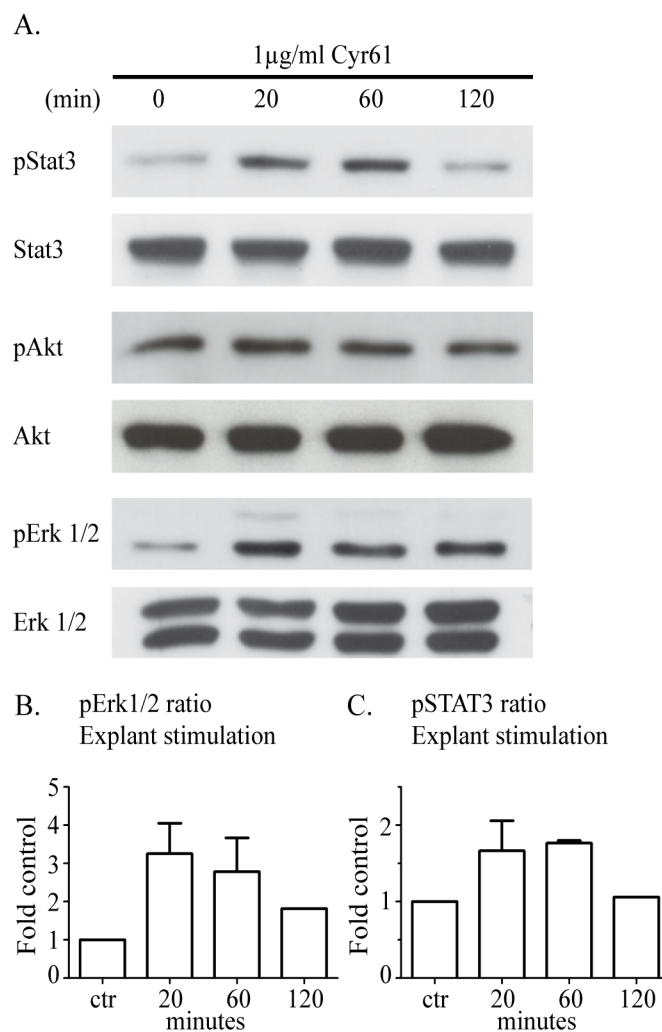 A.
1µg/ml Cyr61
(min) 0 20 60 120
pStat3
Stat3
pAkt
Akt
pErk 1/2
Erk 1/2
B. pErk1/2 ratio
Explant stimulation
Fold control
5
4
3
2
1
0
ctr 20 60 120
minutes
C. pSTAT3 ratio
Explant stimulation
Fold control
2
1
0
ctr 20 60 120
minutes